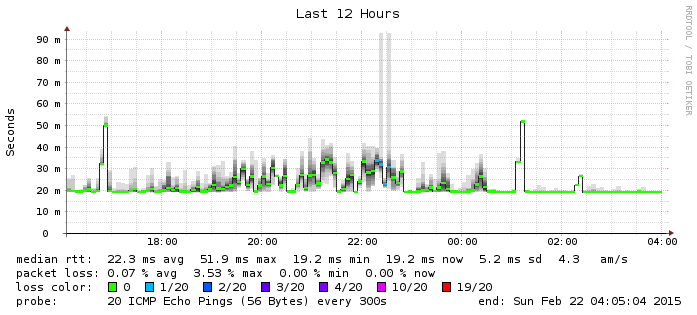 Last 12 Hours
RRDTOOL / TOBI OETIKER
Seconds
90 m
80 m
70 m
60 m
50 m
40 m
30 m
20 m
10 m
0
18:00 20:00 22:00 00:00 02:00 04:00
median rtt: 22.3 ms avg 51.9 ms max 19.2 ms min 19.2 ms now 5.2 ms sd 4.3 am/s
packet loss: 0.07 % avg 3.53 % max 0.00 % min 0.00 % now
loss color: 0 1/20 2/20 3/20 4/20 10/20 19/20
probe: 20 ICMP Echo Pings (56 Bytes) every 300s end: Sun Feb 22 04:05:04 2015